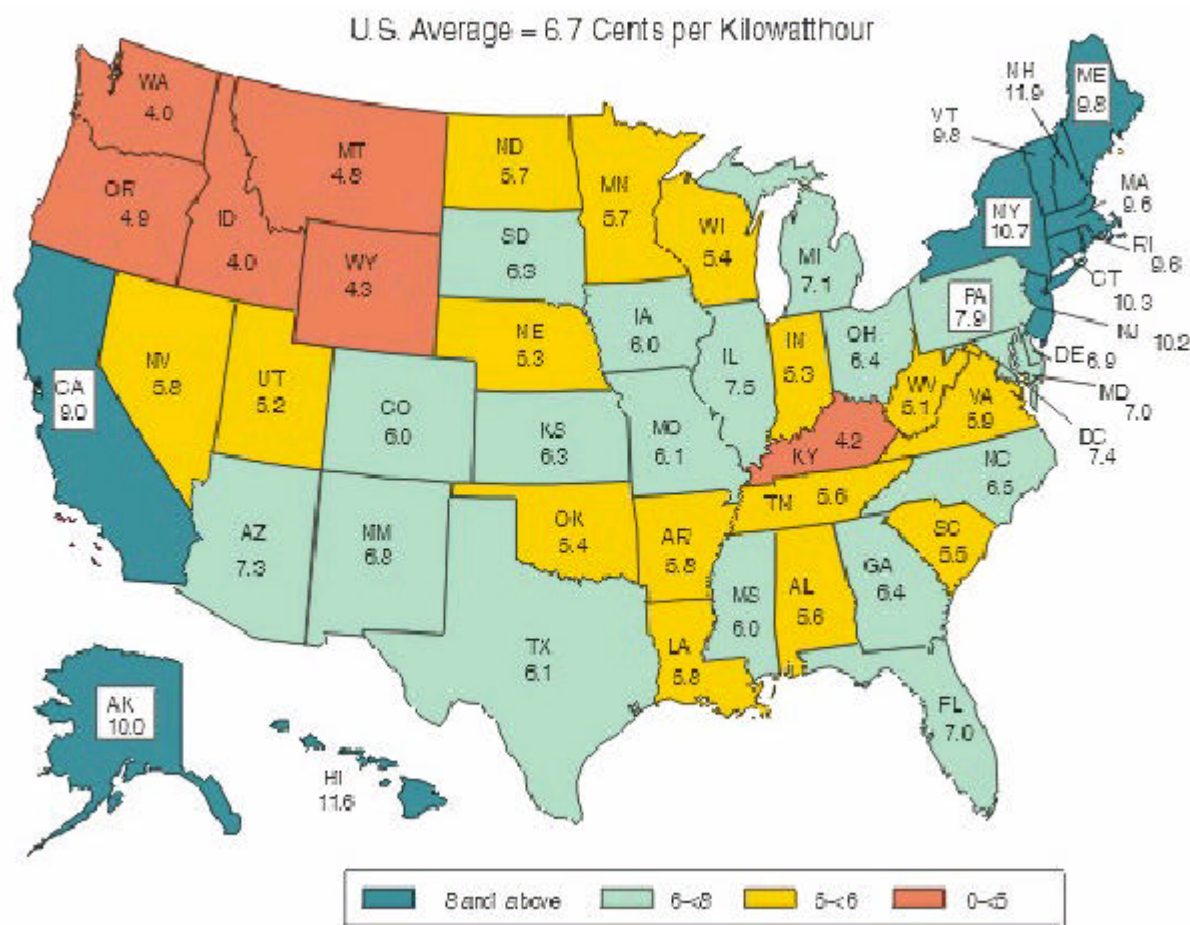 U.S. Average = 6.7 Cents per Kilowatthour
WA
4.0
MT
4.8
ND
5.7
MN
5.7
OR
4.9
ID
4.0
WY
4.3
SD
6.3
WI
5.4
MI
7.1
NH
11.9
ME
9.8
VT
9.8
MA
9.6
NY
10.7
RI
9.6
CT
10.3
NJ
10.2
PA
7.9
DE 6.9
MD
7.0
DC
7.4
CA
9.0
NV
5.8
UT
5.2
CO
6.0
NE
5.3
IA
6.0
IL
7.5
IN
5.3
OH
6.4
WV
5.1
VA
5.9
KS
6.3
MO
6.1
KY
4.2
NC
6.5
AZ
7.3
NM
6.8
OK
5.4
AR
5.8
TN
5.6
SC
5.5
MS
6.0
AL
5.6
GA
6.4
TX
6.1
LA
5.8
FL
7.0
AK
10.0
HI
11.6
8 and above
6-<8
5-<6
0-<5